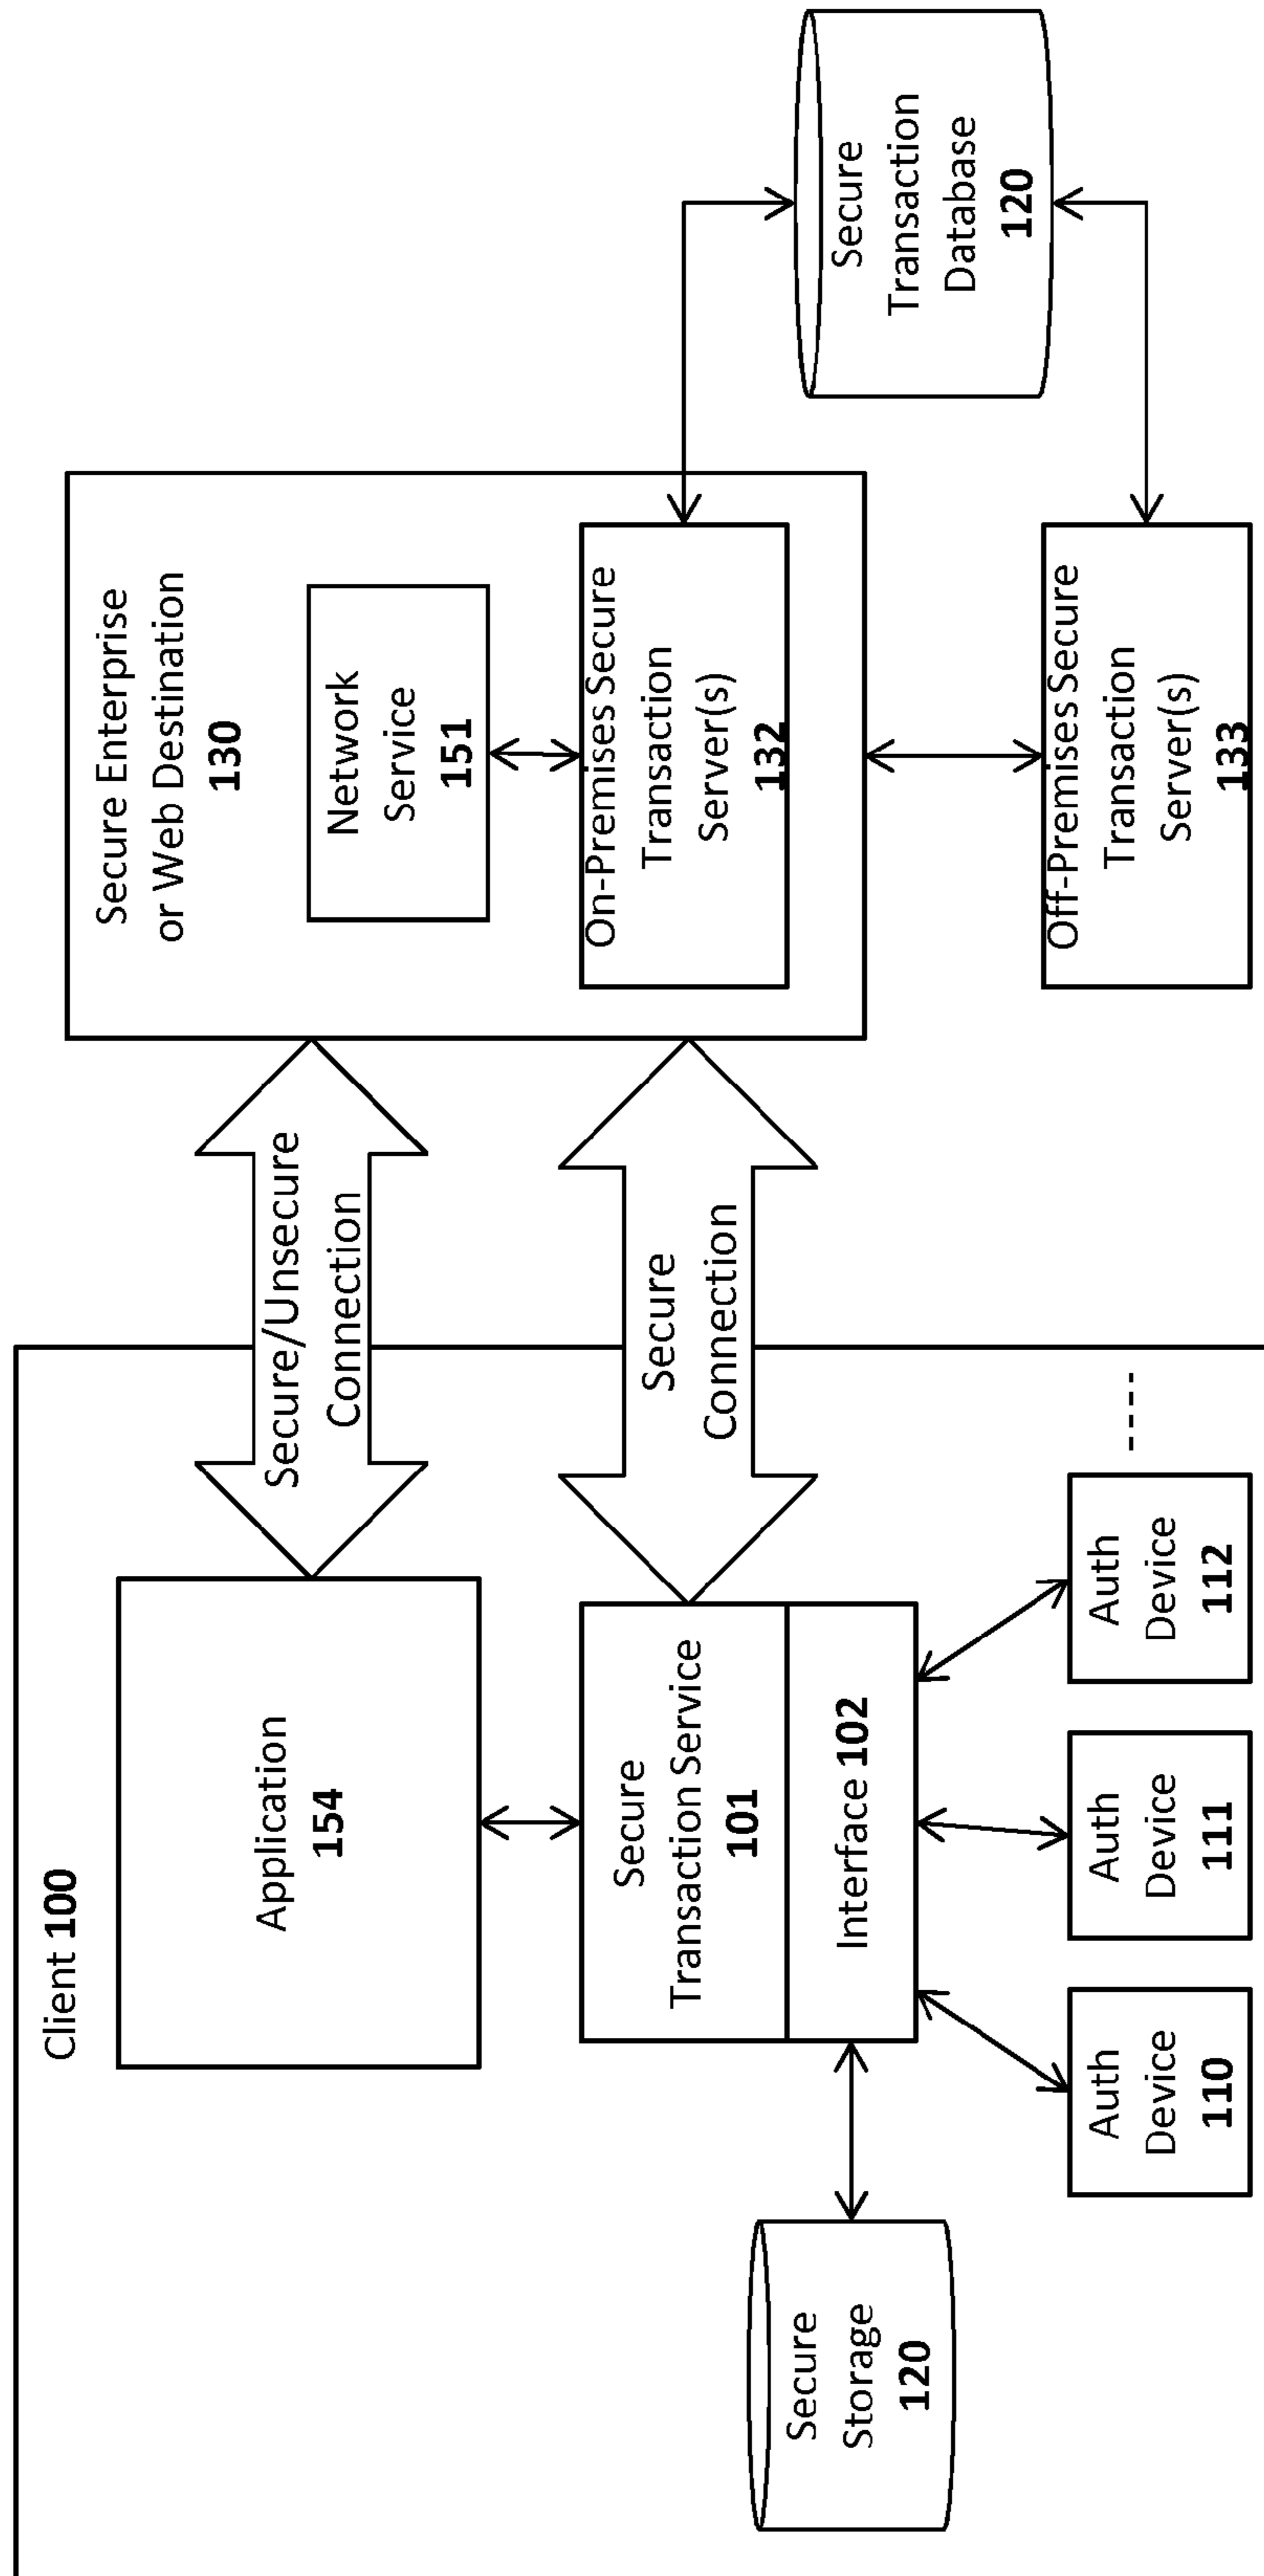 Client 100
Application
154
Secure
Transaction Service
101
Interface 102
Secure
Storage
120
Auth
Device
110
Auth
Device
111
Auth
Device
112
Secure/Unsecure
Connection
Secure
Connection
Secure Enterprise
or Web Destination
130
Network
Service
151
On-Premises Secure
Transaction
Server(s)
132
Off-Premises Secure
Transaction
Server(s)
133
Secure
Transaction
Database
120